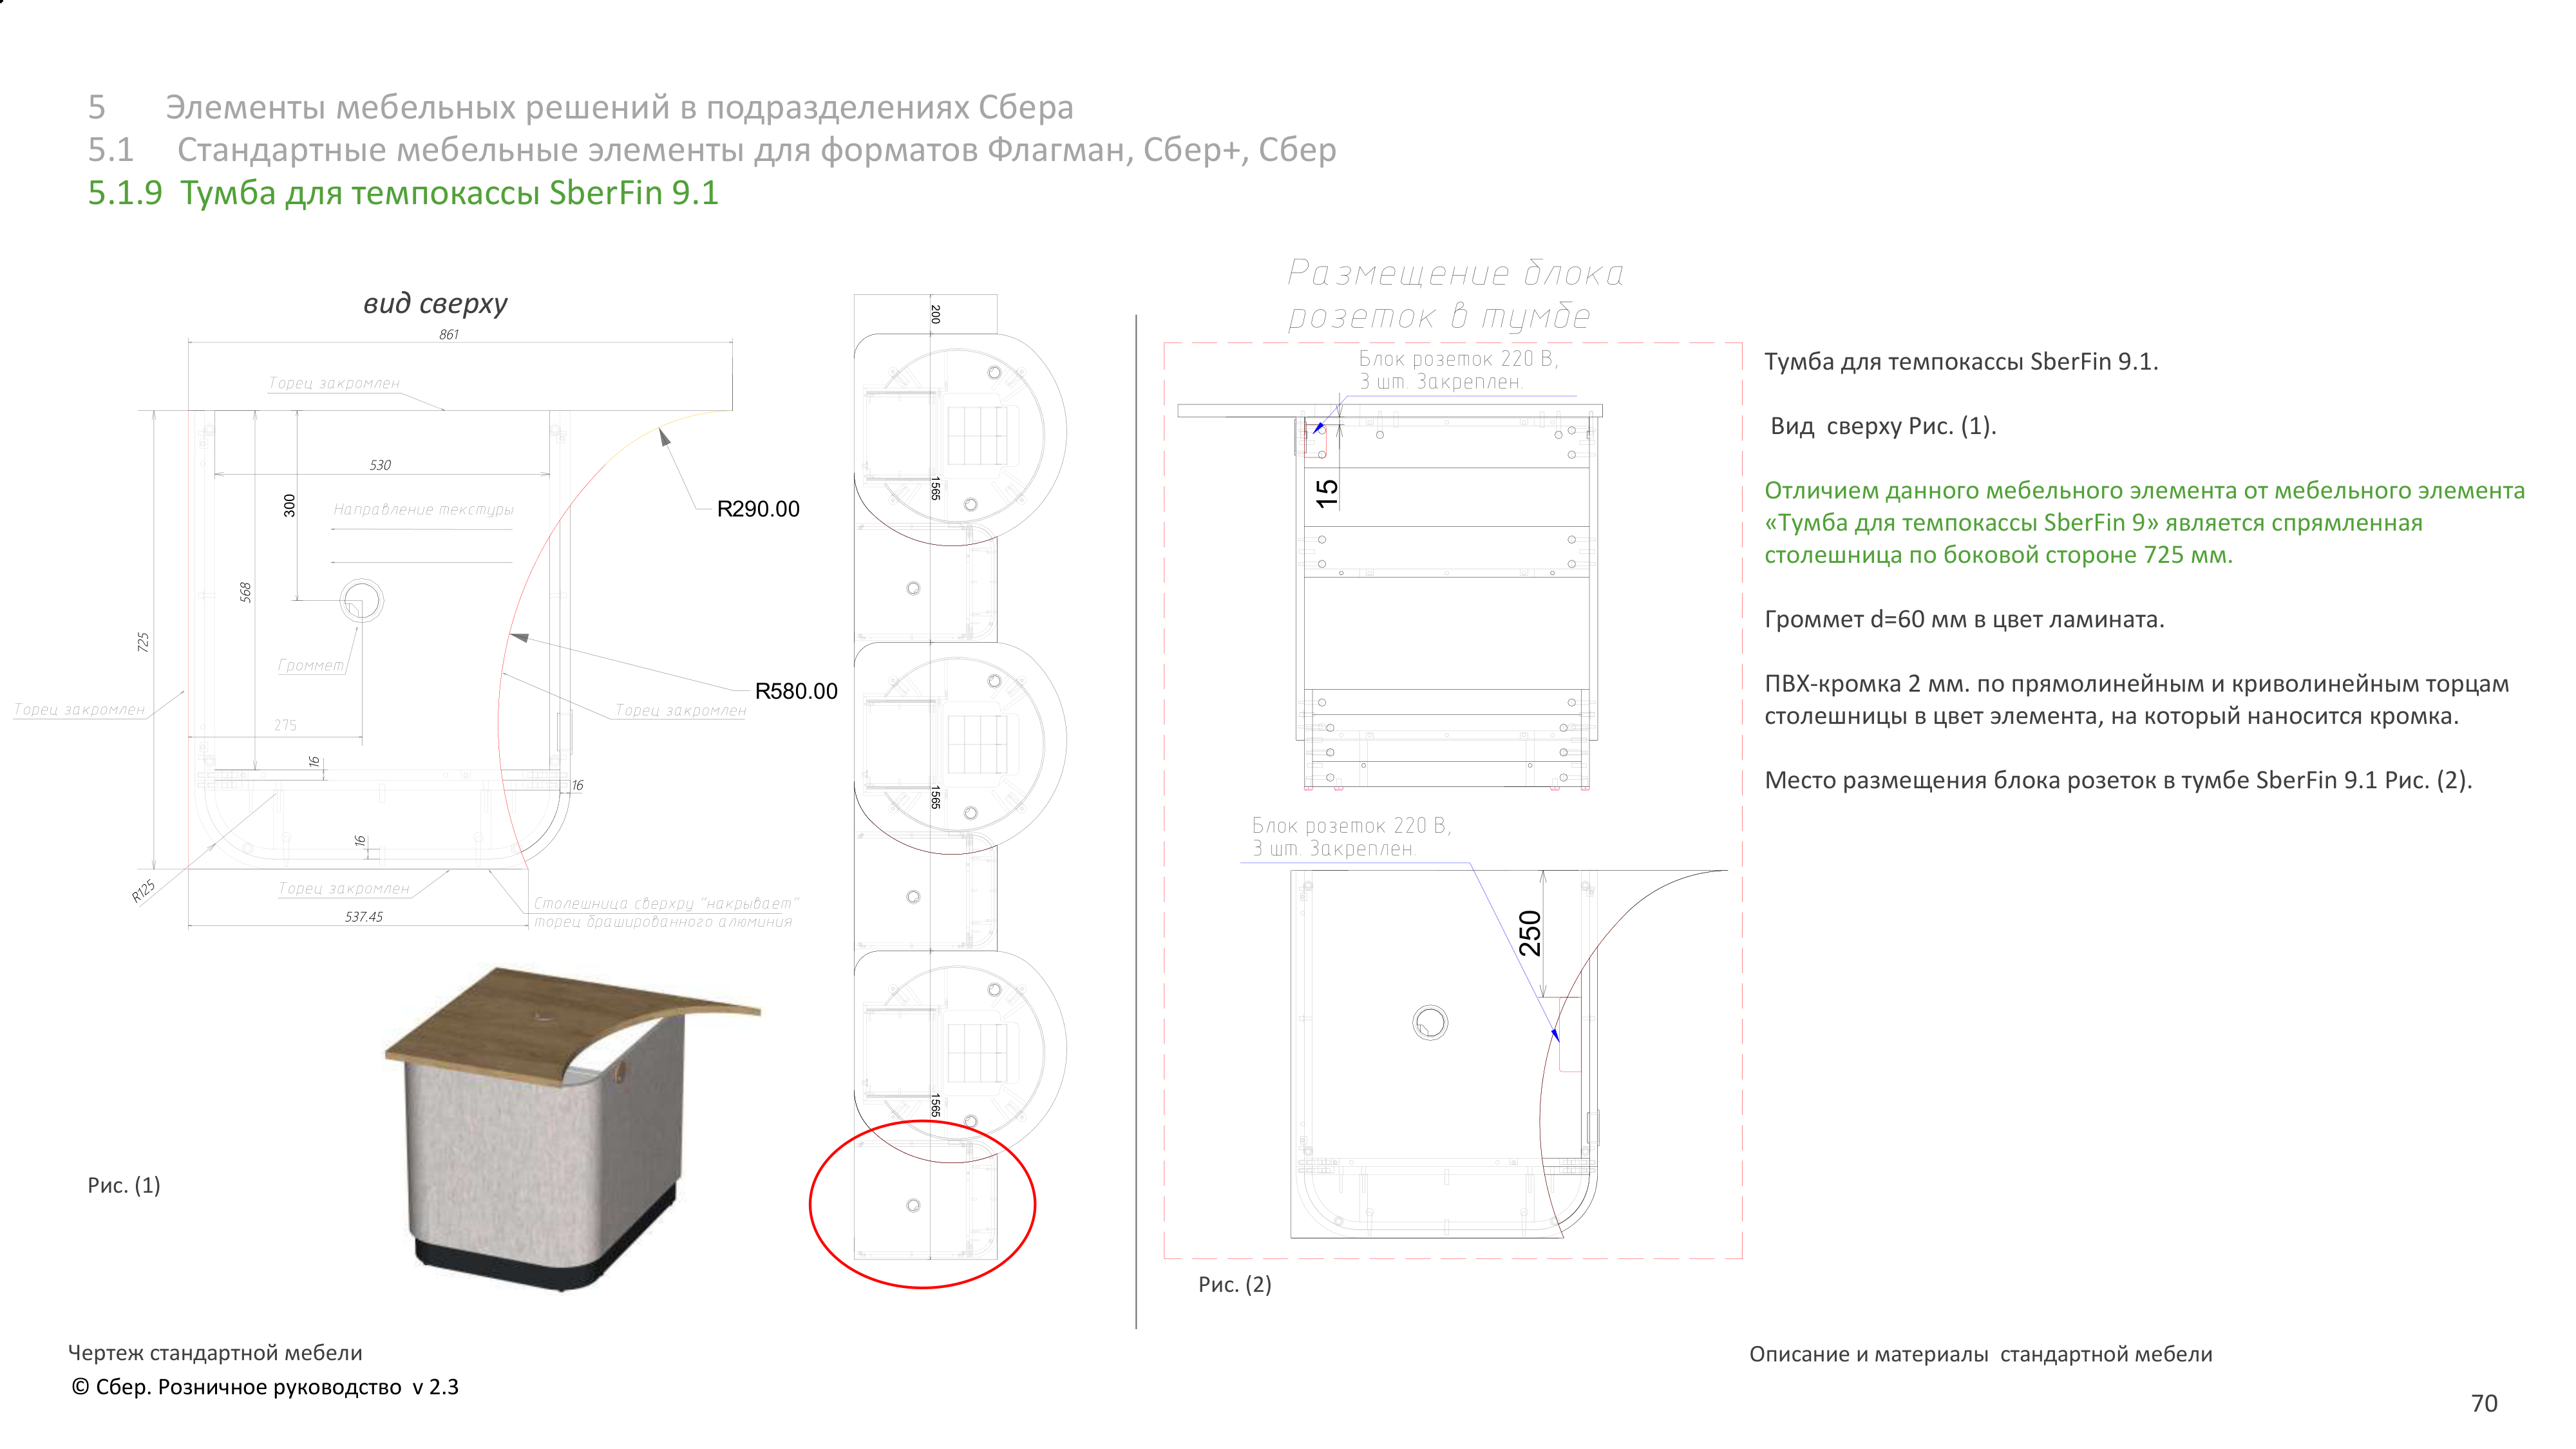 5 Элементы мебельных решений в подразделениях Сбера
5.1 Стандартные мебельные элементы для форматов Флагман, Сбер+, Сбер
5.1.9 Тумба для темпокассы SberFin 9.1
вид сверху
861
Торец закромлен
530
300
Направление текстуры
R290.00
568
725
Громмет
R580.00
Торец закромлен
Торец закромлен
275
16
16
16
R125
Торец закромлен
Столешница сверхру "накрывает"
торец брашированного алюминия
537.45
Рис. (1)
200
1565
1565
1565
Размещение блока
розеток в тумбе
Блок розеток 220 В,
3 шт. Закреплен.
15
Блок розеток 220 В,
3 шт. Закреплен.
250
Рис. (2)
Тумба для темпокассы SberFin 9.1.
Вид сверху Рис. (1).
Отличием данного мебельного элемента от мебельного элемента
«Тумба для темпокассы SberFin 9» является спрямленная
столешница по боковой стороне 725 мм.
Громмет d=60 мм в цвет ламината.
ПВХ-кромка 2 мм. по прямолинейным и криволинейным торцам
столешницы в цвет элемента, на который наносится кромка.
Место размещения блока розеток в тумбе SberFin 9.1 Рис. (2).
Чертеж стандартной мебели
© Сбер. Розничное руководство v 2.3
Описание и материалы стандартной мебели
70